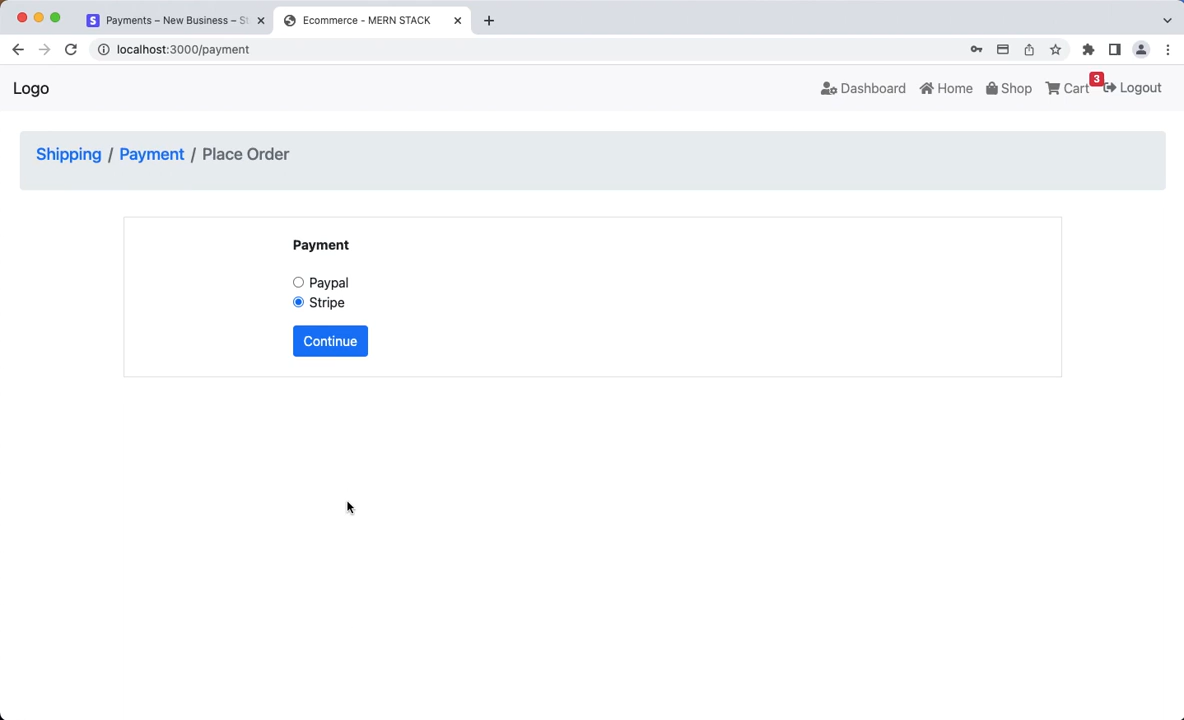 Payments – New Business – St
Ecommerce - MERN STACK
localhost:3000/payment
Logo
Dashboard
Home
Shop
Cart
3
Logout
Shipping / Payment / Place Order
Payment
Paypal
Stripe
Continue